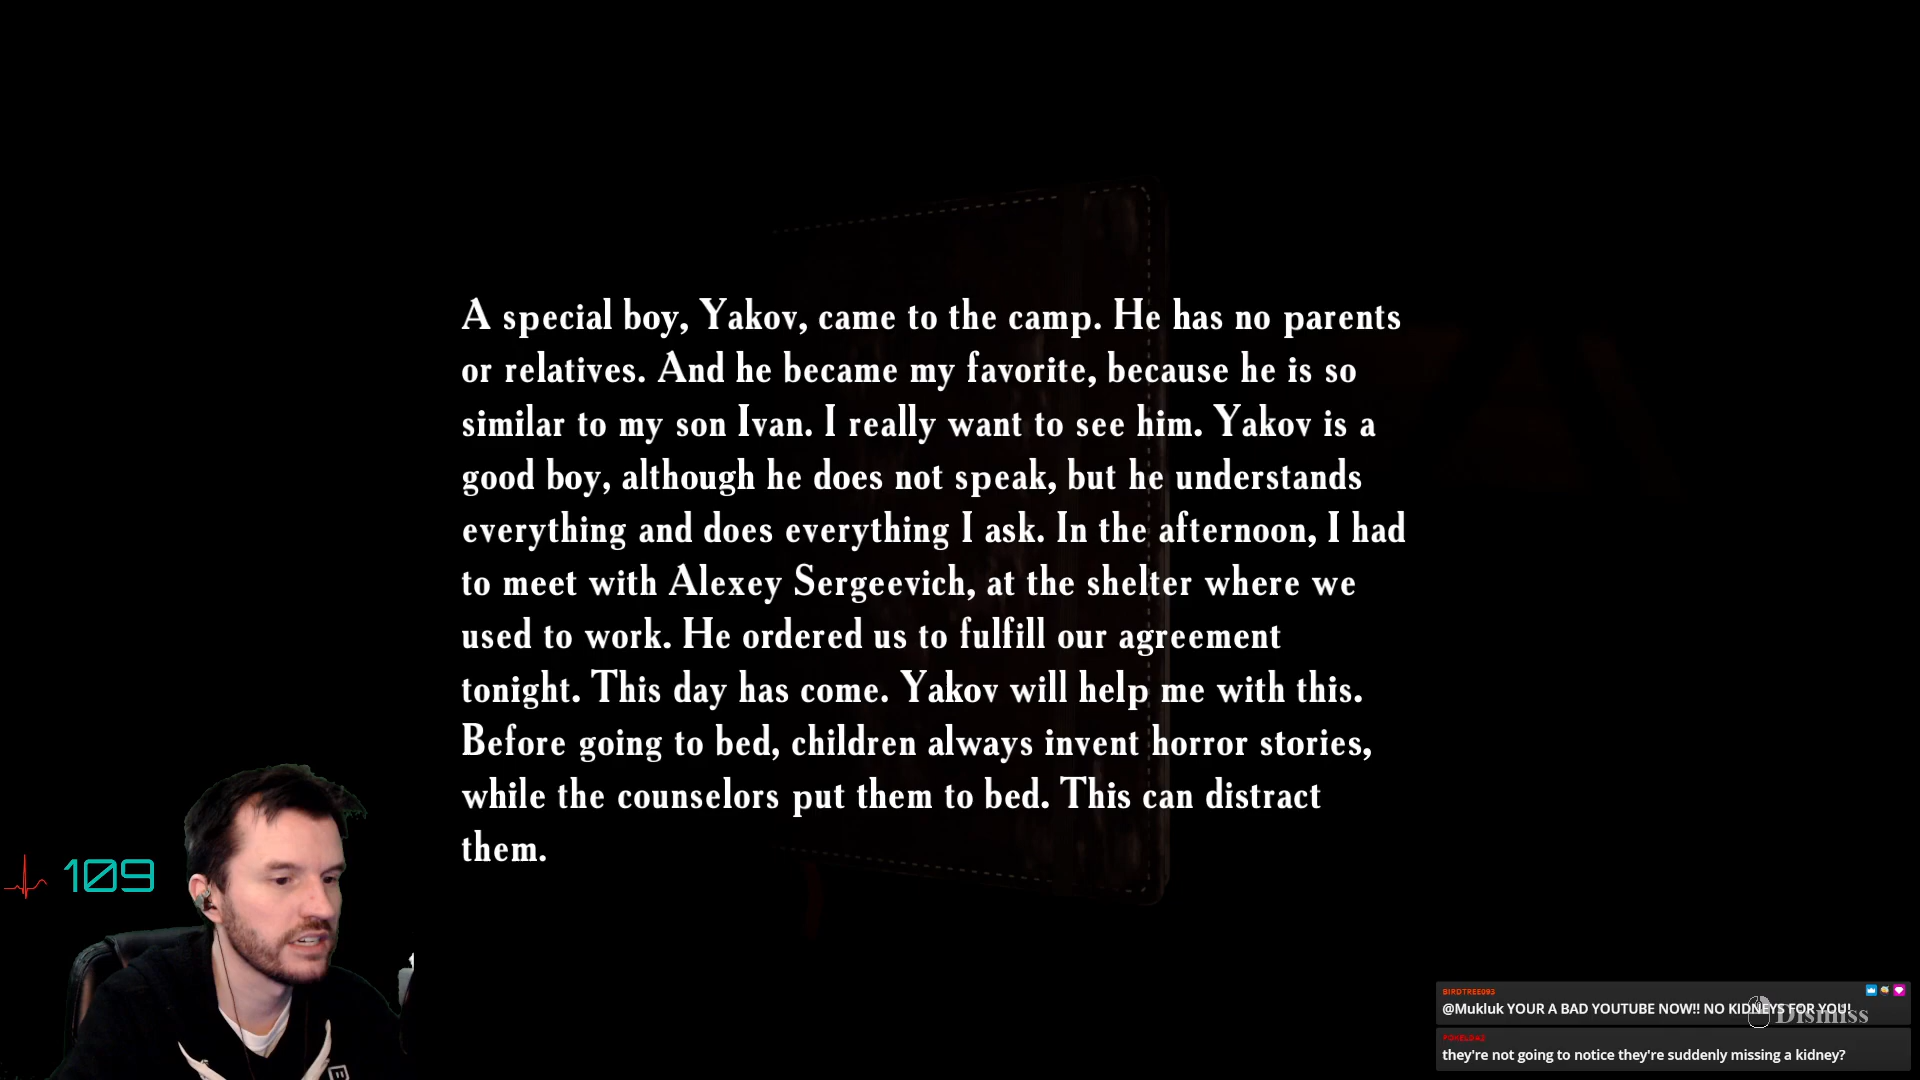 A special boy, Yakov, came to the camp. He has no parents
or relatives. And he became my favorite, because he is so
similar to my son Ivan. I really want to see him. Yakov is a
good boy, although he does not speak, but he understands
everything and does everything I ask. In the afternoon, I had
to meet with Alexey Sergeevich, at the shelter where we
used to work. He ordered us to fulfill our agreement
tonight. This day has come. Yakov will help me with this.
Before going to bed, children always invent horror stories,
while the counselors put them to bed. This can distract
them.
109
BIRDTREE093
@Mukluk YOUR A BAD YOUTUBE NOW!! NO KIDNEYS FOR YOU!
Dismiss
they're not going to notice they're suddenly missing a kidney?